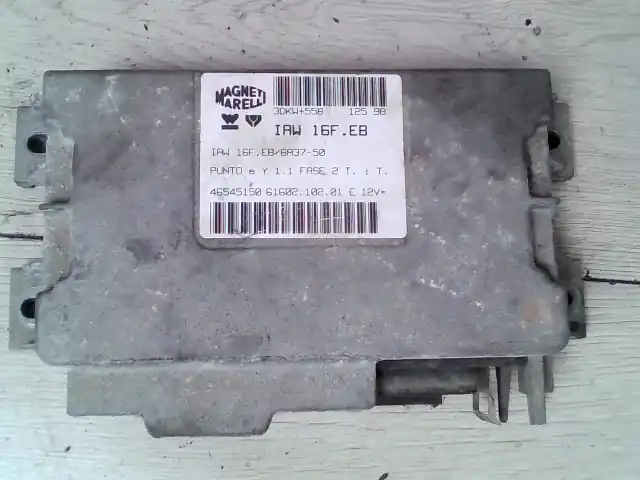 MAGNETI
MARELLI
3DKW+558 125 98
IAW 16F.EB
IAW 16F.EB/6A37-50
PUNTO e Y 1.1 FASE 2 T. i T.
46545150 61602.102.01 E 12V=